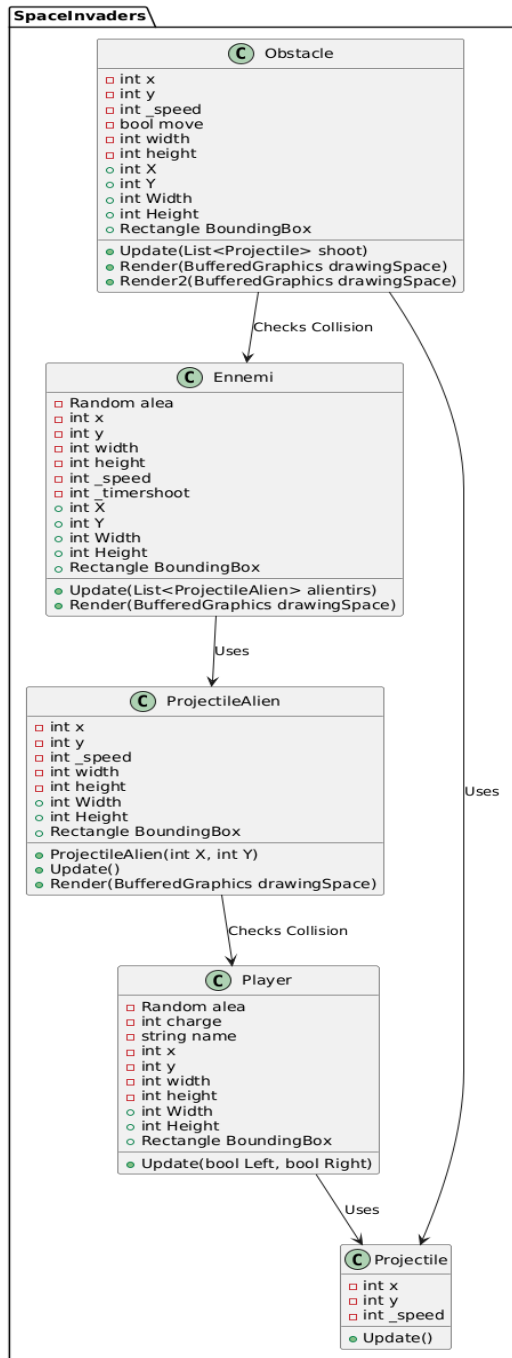 SpaceInvaders
C Obstacle
int x
int y
int _speed
bool move
int width
int height
int X
int Y
int Width
int Height
Rectangle BoundingBox
Update(List<Projectile> shoot)
Render(BufferedGraphics drawingSpace)
Render2(BufferedGraphics drawingSpace)
Checks Collision
C Ennemi
Random alea
int x
int y
int width
int height
int _speed
int _timershoot
int X
int Y
int Width
int Height
Rectangle BoundingBox
Update(List<ProjectileAlien> alientirs)
Render(BufferedGraphics drawingSpace)
Uses
C ProjectileAlien
int x
int y
int _speed
int width
int height
int Width
int Height
Rectangle BoundingBox
ProjectileAlien(int X, int Y)
Update()
Render(BufferedGraphics drawingSpace)
Uses
Checks Collision
C Player
Random alea
int charge
string name
int x
int y
int width
int height
int Width
int Height
Rectangle BoundingBox
Update(bool Left, bool Right)
Uses
C Projectile
int x
int y
int _speed
Update()